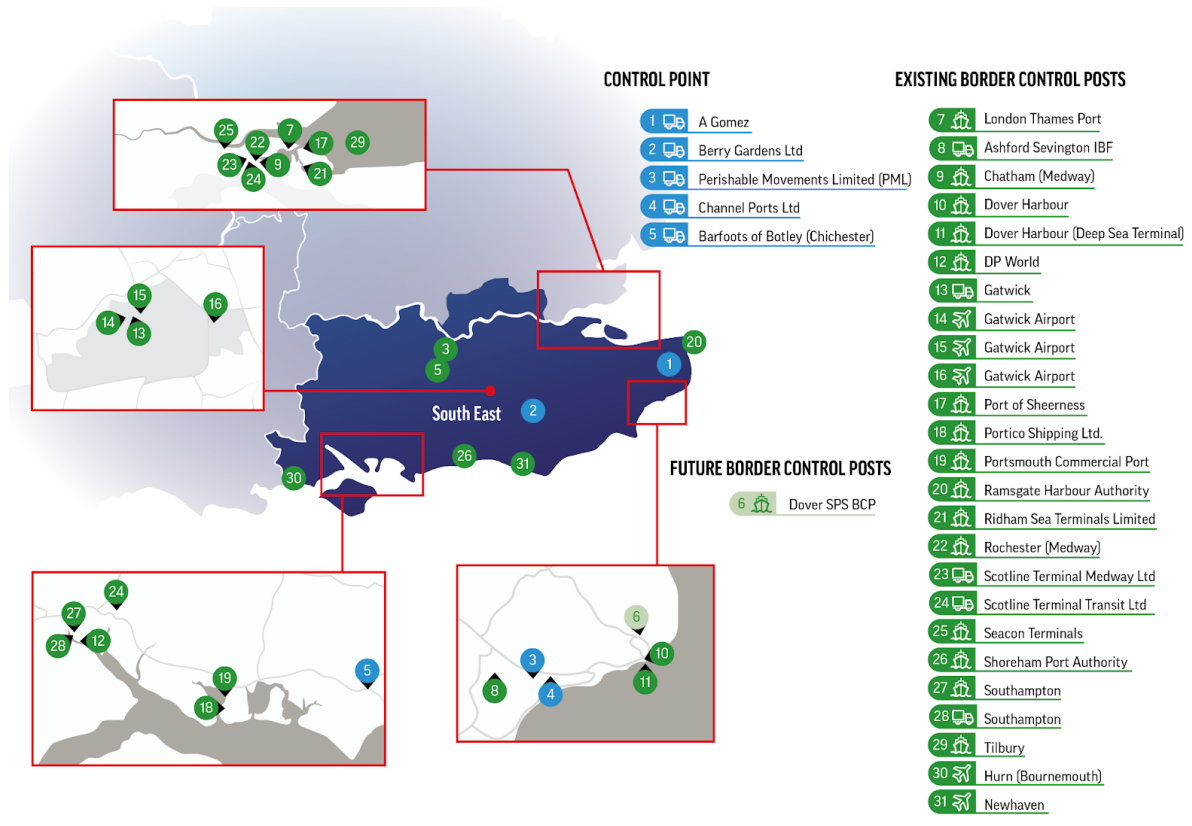 CONTROL POINT
1 A Gomez
2 Berry Gardens Ltd
3 Perishable Movements Limited (PML)
4 Channel Ports Ltd
5 Barfoots of Botley (Chichester)
EXISTING BORDER CONTROL POSTS
7 London Thames Port
8 Ashford Sevington IBF
9 Chatham (Medway)
10 Dover Harbour
11 Dover Harbour (Deep Sea Terminal)
12 DP World
13 Gatwick
14 Gatwick Airport
15 Gatwick Airport
16 Gatwick Airport
17 Port of Sheerness
18 Portico Shipping Ltd.
19 Portsmouth Commercial Port
20 Ramsgate Harbour Authority
21 Ridham Sea Terminals Limited
22 Rochester (Medway)
23 Scotline Terminal Medway Ltd
24 Scotline Terminal Transit Ltd
25 Seacon Terminals
26 Shoreham Port Authority
27 Southampton
28 Southampton
29 Tilbury
30 Hurn (Bournemouth)
31 Newhaven
FUTURE BORDER CONTROL POSTS
6 Dover SPS BCP
25
22
7
17
29
23
24
9
21
15
16
14
13
3
5
20
1
South East
2
26
31
30
24
27
28
12
19
18
5
6
10
3
8
4
11